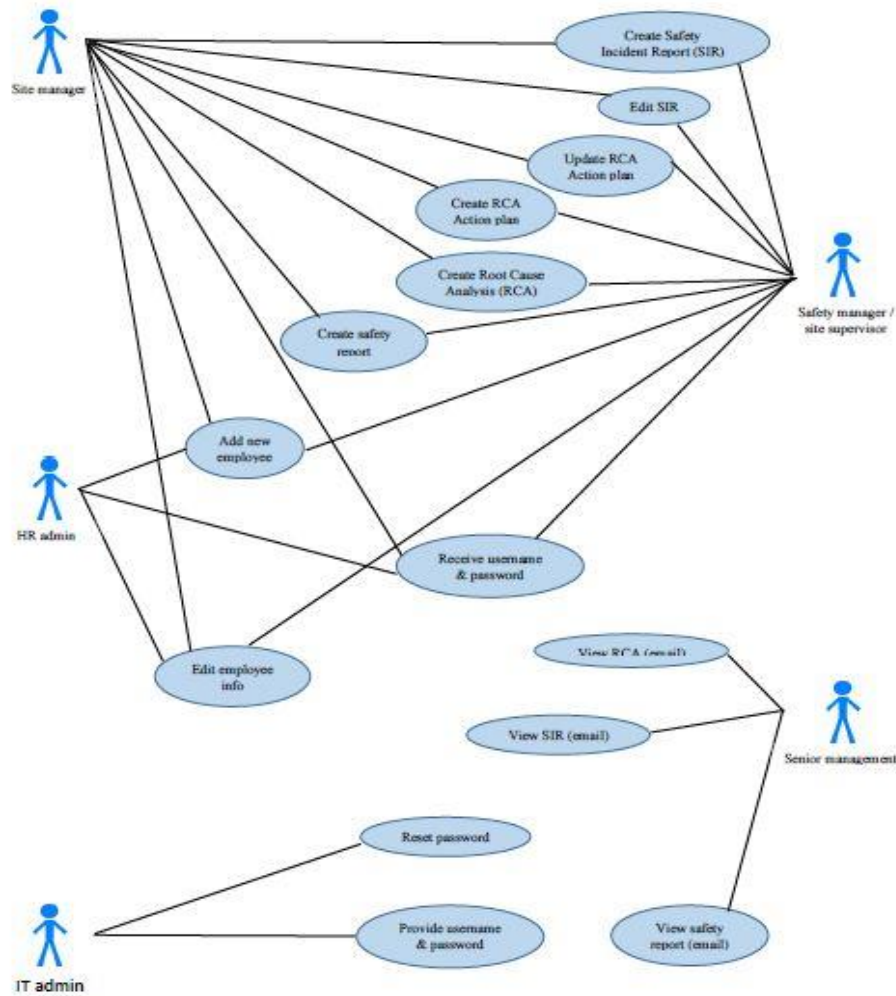 Create Safety
Incident Report (SIR)
Site manager
Edit SIR
Update RCA
Action plan
Create RCA
Action plan
Create Root Cause
Analysis (RCA)
Safety manager /
site supervisor
Create safety
report
Add new
employee
HR admin
Receive username
& password
View RCA (email)
Edit employee
info
View SIR (email)
Senior management
Reset password
Provide username
& password
View safety
report (email)
IT admin